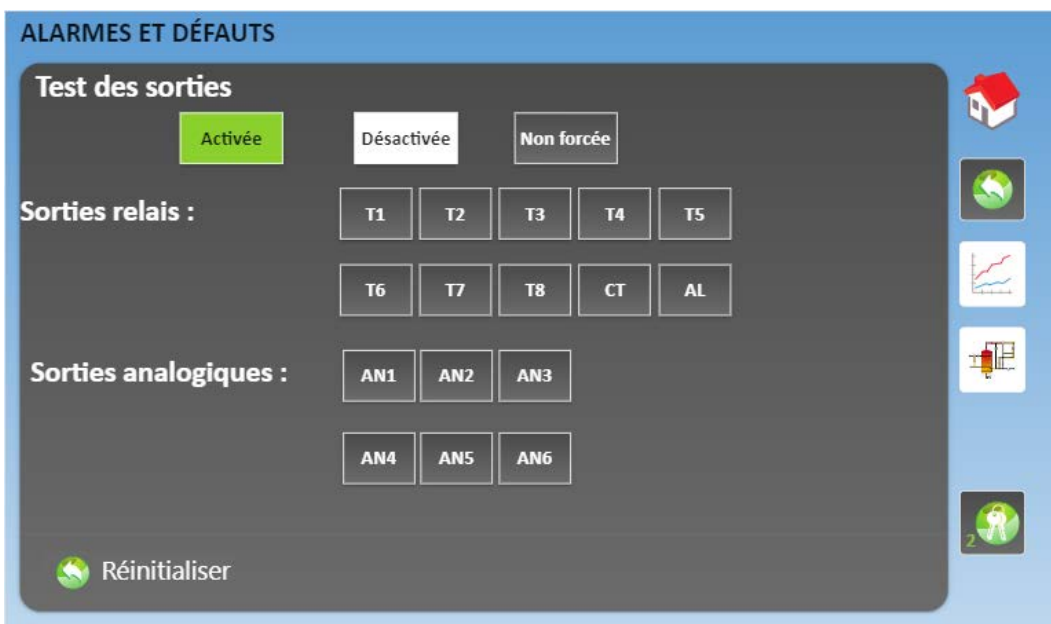 ALARMES ET DÉFAUTS
Test des sorties
Activée Désactivée Non forcée
Sorties relais : T1 T2 T3 T4 T5
T6 T7 T8 CT AL
Sorties analogiques : AN1 AN2 AN3
AN4 AN5 AN6
2
Réinitialiser